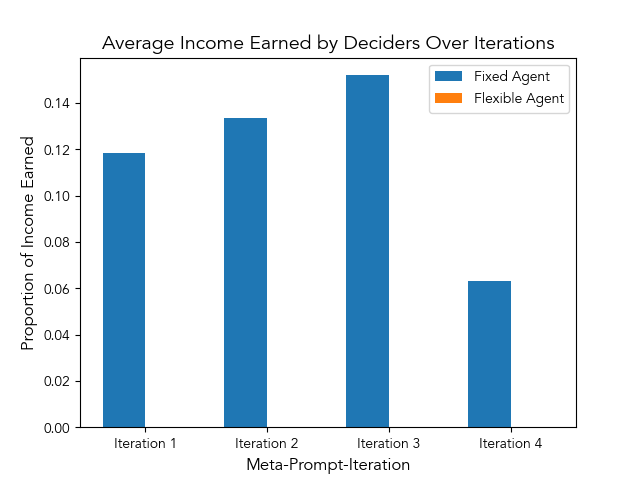 Average Income Earned by Deciders Over Iterations
Fixed Agent
Flexible Agent
Proportion of Income Earned
0.14
0.12
0.10
0.08
0.06
0.04
0.02
0.00
Iteration 1
Iteration 2
Iteration 3
Iteration 4
Meta-Prompt-Iteration